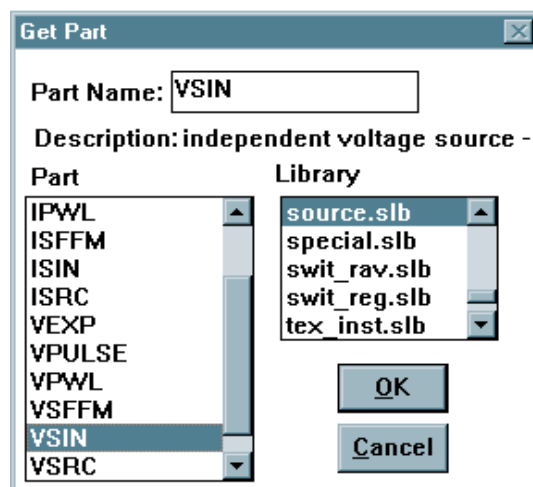 Get Part
Part Name: VSIN
Description: independent voltage source -
Part
Library
IPWL
ISFFM
ISIN
ISRC
VEXP
VPULSE
VPWL
VSFFM
VSIN
VSRC
source.slb
special.slb
swit_rav.slb
swit_reg.slb
tex_inst.slb
OK
Cancel